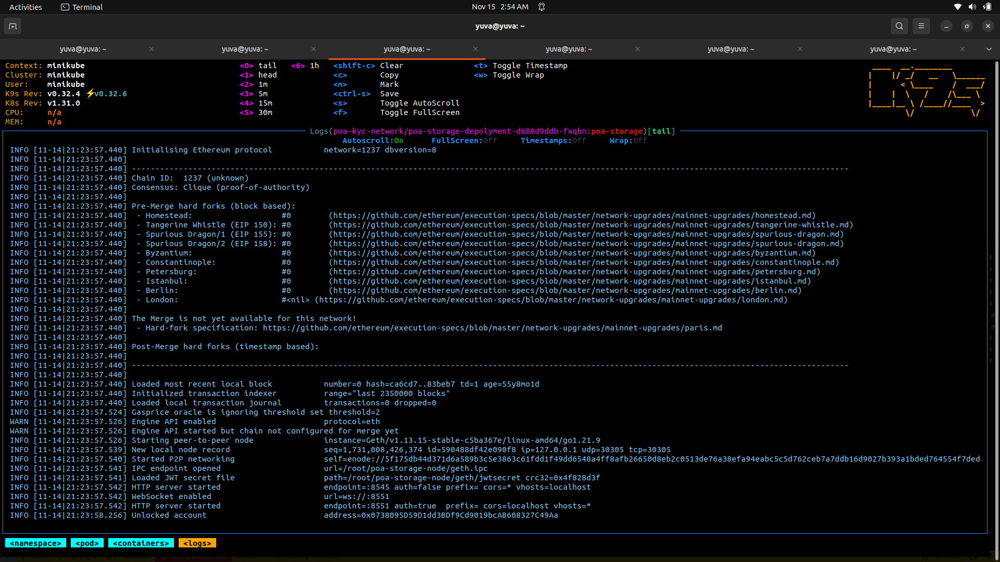 Activities Terminal Nov 15 2:54 AM
yuva@yuva: ~
yuva@yuva: ~ yuva@yuva: ~ yuva@yuva: ~ yuva@yuva: ~ yuva@yuva: ~ yuva@yuva: ~
Context: minikube <0> tail <6> 1h <shift-c> Clear <t> Toggle Timestamp
Cluster: minikube <1> head <c> Copy <w> Toggle Wrap
User: minikube <2> 1m <m> Mark
K9s Rev: v0.32.4 ⚡v0.32.6 <3> 5m <ctrl-s> Save
K8s Rev: v1.31.0 <4> 15m <s> Toggle AutoScroll
CPU: n/a <5> 30m <f> Toggle FullScreen
MEM: n/a
Logs(poa-kyc-network/poa-storage-depolyment-d688d9ddb-fxqbn:poa-storage)[tail]
Autoscroll:On FullScreen:Off Timestamps:Off Wrap:Off
INFO [11-14|21:23:57.440] Initialising Ethereum protocol network=1237 dbversion=8
INFO [11-14|21:23:57.440]
INFO [11-14|21:23:57.440] ---------------------------------------------------------------------------------------------------------------------------------------------------------
INFO [11-14|21:23:57.440] Chain ID: 1237 (unknown)
INFO [11-14|21:23:57.440] Consensus: Clique (proof-of-authority)
INFO [11-14|21:23:57.440]
INFO [11-14|21:23:57.440] Pre-Merge hard forks (block based):
INFO [11-14|21:23:57.440] - Homestead: #0 (https://github.com/ethereum/execution-specs/blob/master/network-upgrades/mainnet-upgrades/homestead.md)
INFO [11-14|21:23:57.440] - Tangerine Whistle (EIP 150): #0 (https://github.com/ethereum/execution-specs/blob/master/network-upgrades/mainnet-upgrades/tangerine-whistle.md)
INFO [11-14|21:23:57.440] - Spurious Dragon/1 (EIP 155): #0 (https://github.com/ethereum/execution-specs/blob/master/network-upgrades/mainnet-upgrades/spurious-dragon.md)
INFO [11-14|21:23:57.440] - Spurious Dragon/2 (EIP 158): #0 (https://github.com/ethereum/execution-specs/blob/master/network-upgrades/mainnet-upgrades/spurious-dragon.md)
INFO [11-14|21:23:57.440] - Byzantium: #0 (https://github.com/ethereum/execution-specs/blob/master/network-upgrades/mainnet-upgrades/byzantium.md)
INFO [11-14|21:23:57.440] - Constantinople: #0 (https://github.com/ethereum/execution-specs/blob/master/network-upgrades/mainnet-upgrades/constantinople.md)
INFO [11-14|21:23:57.440] - Petersburg: #0 (https://github.com/ethereum/execution-specs/blob/master/network-upgrades/mainnet-upgrades/petersburg.md)
INFO [11-14|21:23:57.440] - Istanbul: #0 (https://github.com/ethereum/execution-specs/blob/master/network-upgrades/mainnet-upgrades/istanbul.md)
INFO [11-14|21:23:57.440] - Berlin: #0 (https://github.com/ethereum/execution-specs/blob/master/network-upgrades/mainnet-upgrades/berlin.md)
INFO [11-14|21:23:57.440] - London: #<nil> (https://github.com/ethereum/execution-specs/blob/master/network-upgrades/mainnet-upgrades/london.md)
INFO [11-14|21:23:57.440]
INFO [11-14|21:23:57.440] The Merge is not yet available for this network!
INFO [11-14|21:23:57.440] - Hard-fork specification: https://github.com/ethereum/execution-specs/blob/master/network-upgrades/mainnet-upgrades/paris.md
INFO [11-14|21:23:57.440]
INFO [11-14|21:23:57.440] Post-Merge hard forks (timestamp based):
INFO [11-14|21:23:57.440]
INFO [11-14|21:23:57.440] ---------------------------------------------------------------------------------------------------------------------------------------------------------
INFO [11-14|21:23:57.440]
INFO [11-14|21:23:57.440] Loaded most recent local block number=0 hash=ca6cd7..83beb7 td=1 age=55y8mo1d
INFO [11-14|21:23:57.440] Initialized transaction indexer range="last 2350000 blocks"
INFO [11-14|21:23:57.440] Loaded local transaction journal transactions=0 dropped=0
INFO [11-14|21:23:57.524] Gasprice oracle is ignoring threshold set threshold=2
WARN [11-14|21:23:57.526] Engine API enabled protocol=eth
WARN [11-14|21:23:57.526] Engine API started but chain not configured for merge yet
INFO [11-14|21:23:57.526] Starting peer-to-peer node instance=Geth/v1.13.15-stable-c5ba367e/linux-amd64/go1.21.9
INFO [11-14|21:23:57.539] New local node record seq=1,731,008,426,374 id=590488df42e090f8 ip=127.0.0.1 udp=30305 tcp=30305
INFO [11-14|21:23:57.540] Started P2P networking self=enode://5f175db44d371d6a589b3c5e3863c61fdd1f49dd6548a4ff8afb26650d8eb2c0513de76a38efa94eabc5c5d762ceb7a7ddb16d9027b393a1bded764554f7ded
INFO [11-14|21:23:57.541] IPC endpoint opened url=/root/poa-storage-node/geth.ipc
INFO [11-14|21:23:57.541] Loaded JWT secret file path=/root/poa-storage-node/geth/jwtsecret crc32=0x4f828d3f
INFO [11-14|21:23:57.542] HTTP server started endpoint=:8545 auth=false prefix= cors=* vhosts=localhost
INFO [11-14|21:23:57.542] WebSocket enabled url=ws://:8551
INFO [11-14|21:23:57.542] HTTP server started endpoint=:8551 auth=true prefix= cors=localhost vhosts=*
INFO [11-14|21:23:58.256] Unlocked account address=0x0738095D59D1dd3BDf9Cd9019bcAB608327C49Aa
<namespace> <pod> <containers> <logs>